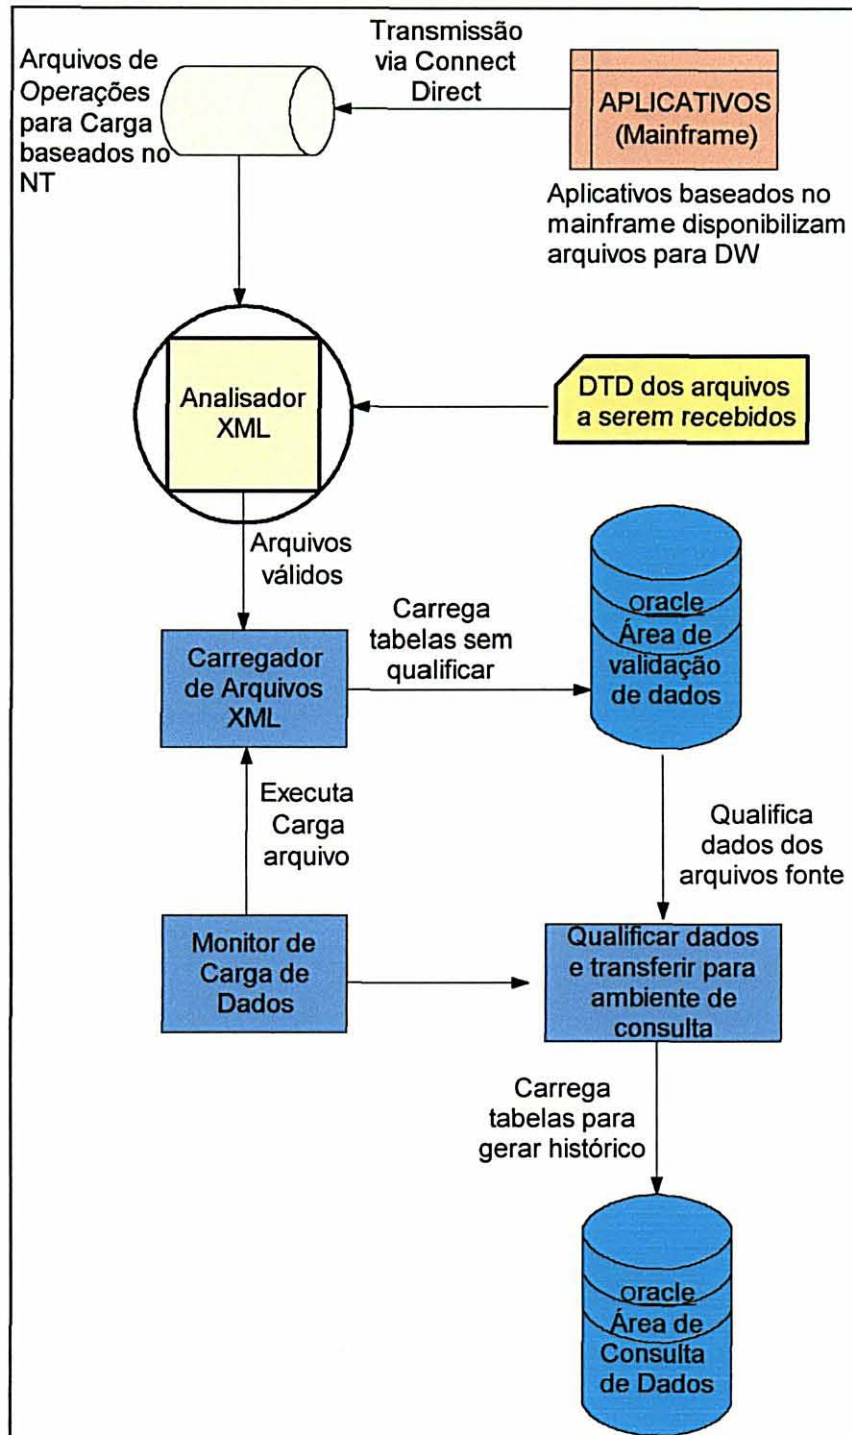 Arquivos de
Operações
para Carga
baseados no
NT
Transmissão
via Connect
Direct
APLICATIVOS
(Mainframe)
Aplicativos baseados no
mainframe disponibilizam
arquivos para DW
Analisador
XML
DTD dos arquivos
a serem recebidos
Arquivos
válidos
Carregador
de Arquivos
XML
Carrega
tabelas sem
qualificar
oracle
Área de
validação
de dados
Executa
Carga
arquivo
Qualifica
dados dos
arquivos fonte
Monitor de
Carga de
Dados
Qualificar dados
e transferir para
ambiente de
consulta
Carrega
tabelas para
gerar histórico
oracle
Área de
Consulta
de Dados